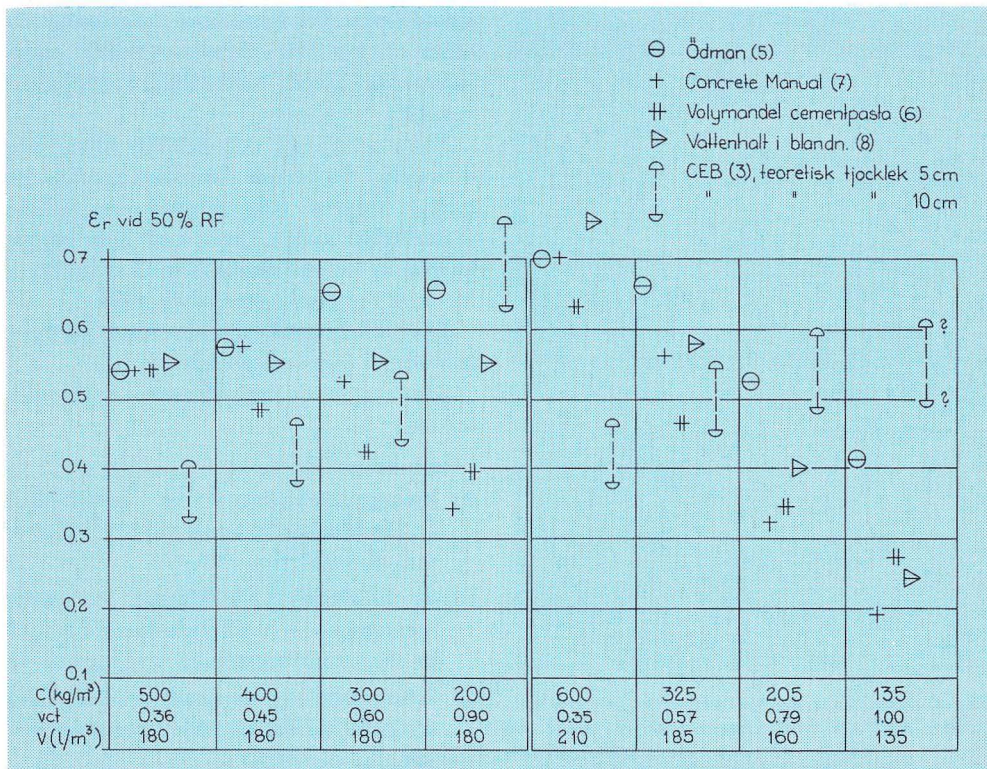 Ödman (5)
Concrete Manual (7)
Volymandel cementpasta (6)
Vattenhalt i blandn. (8)
CEB (3), teoretisk tjocklek 5 cm
" " " 10 cm
εr vid 50 % RF
0.7
0.6
0.5
0.4
0.3
0.2
0.1
?
?
C (kg/m³) 500 400 300 200 600 325 205 135
vct 0.36 0.45 0.60 0.90 0.35 0.57 0.79 1.00
V (l/m³) 180 180 180 180 210 185 160 135